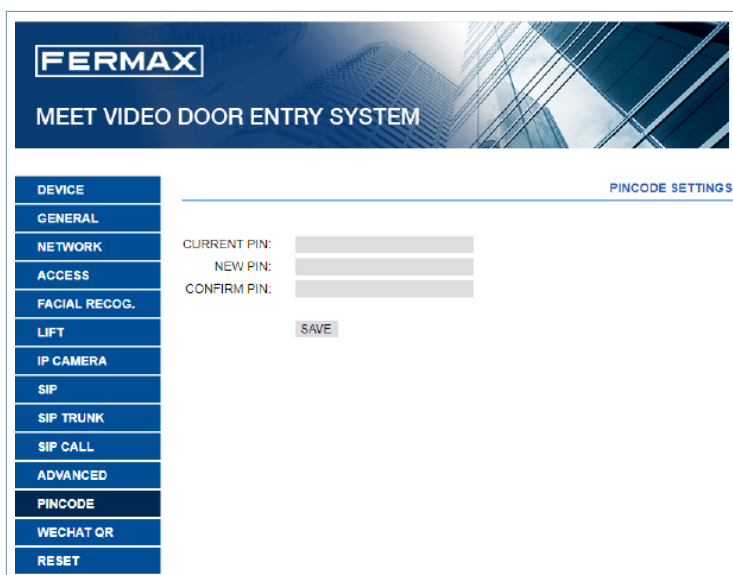 FERMAX
MEET VIDEO DOOR ENTRY SYSTEM
DEVICE
GENERAL
NETWORK
ACCESS
FACIAL RECOG.
LIFT
IP CAMERA
SIP
SIP TRUNK
SIP CALL
ADVANCED
PINCODE
WECHAT QR
RESET
PINCODE SETTINGS
CURRENT PIN:
NEW PIN:
CONFIRM PIN:
SAVE